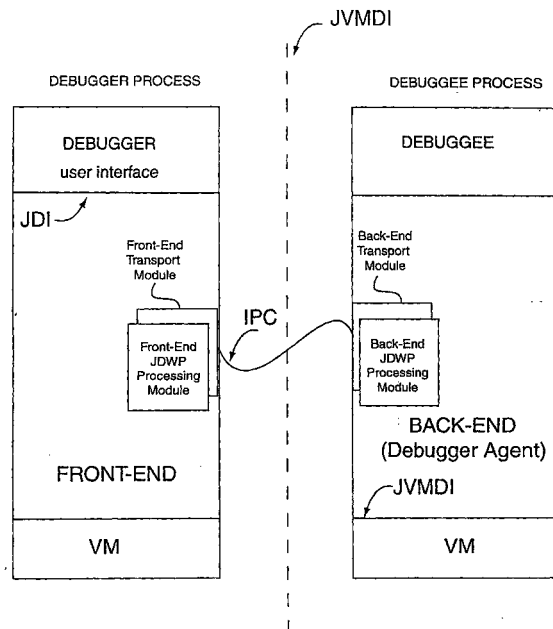 JVMDI
DEBUGGER PROCESS
DEBUGGEE PROCESS
DEBUGGER
user interface
DEBUGGEE
JDI
Front-End
Transport
Module
Back-End
Transport
Module
IPC
Front-End
JDWP
Processing
Module
Back-End
JDWP
Processing
Module
BACK-END
(Debugger Agent)
FRONT-END
JVMDI
VM
VM